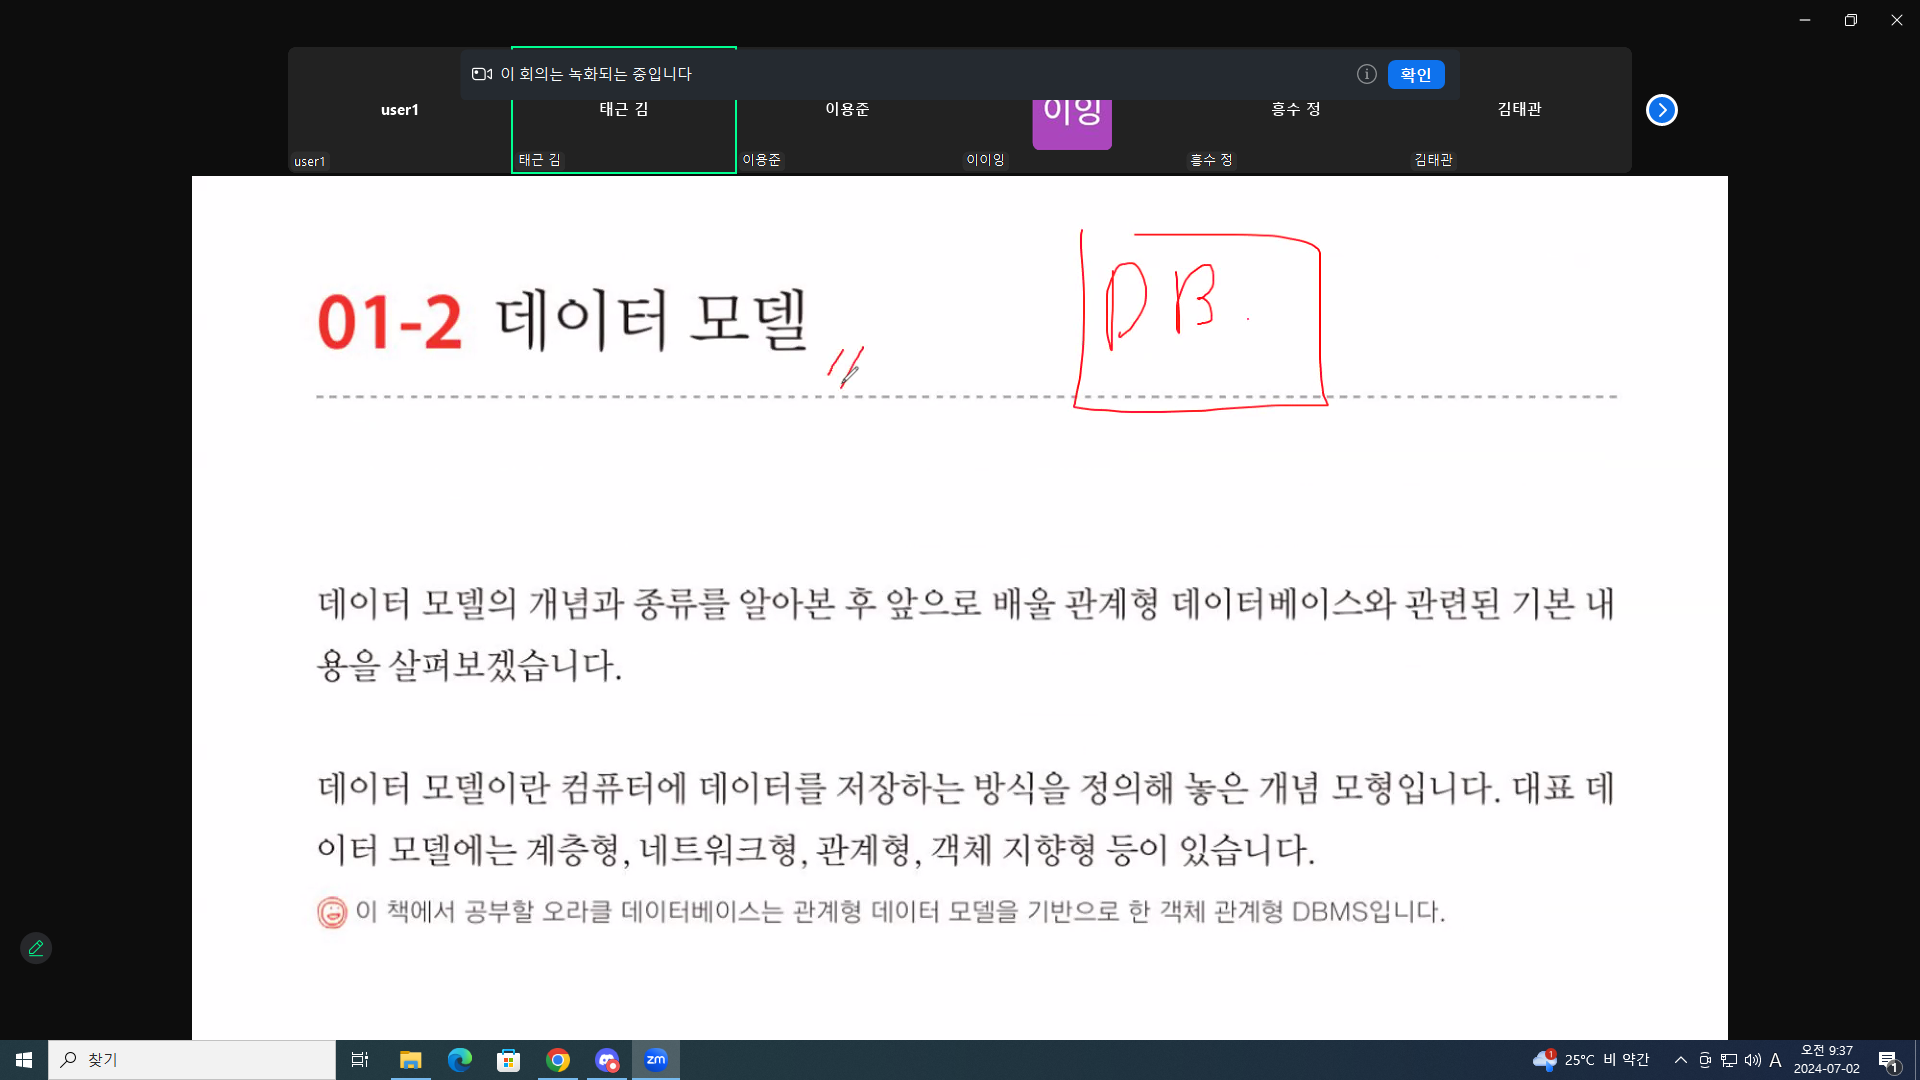 이 회의는 녹화되는 중입니다
확인
user1
태근 김
이용준
이잉
흥수 정
김태관
user1
태근 김
이용준
이이잉
흥수 정
김태관
DB.
01-2 데이터 모델
데이터 모델의 개념과 종류를 알아본 후 앞으로 배울 관계형 데이터베이스와 관련된 기본 내
용을 살펴보겠습니다.
데이터 모델이란 컴퓨터에 데이터를 저장하는 방식을 정의해 놓은 개념 모형입니다. 대표 데
이터 모델에는 계층형, 네트워크형, 관계형, 객체 지향형 등이 있습니다.
이 책에서 공부할 오라클 데이터베이스는 관계형 데이터 모델을 기반으로 한 객체 관계형 DBMS입니다.
찾기
zm
1
25°C 비 약간
A
오전 9:37
2024-07-02
1